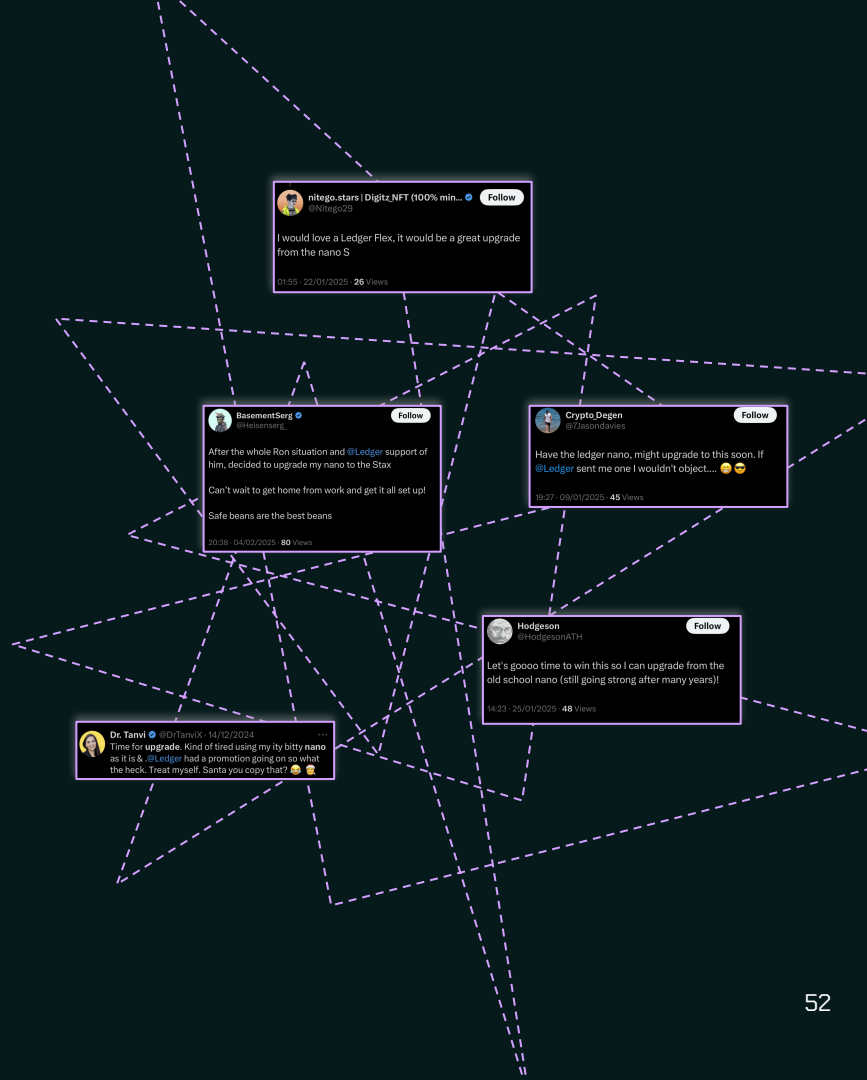 nitego.stars | Digitz_NFT (100% min... Follow
@Nitego29
I would love a Ledger Flex, it would be a great upgrade
from the nano S
01:55 · 22/01/2025 · 26 Views
BasementSerg Follow
@Heisenserg_
After the whole Ron situation and @Ledger support of
him, decided to upgrade my nano to the Stax
Can't wait to get home from work and get it all set up!
Safe beans are the best beans
20:38 · 04/02/2025 · 80 Views
Crypto_Degen Follow
@7Jasondavies
Have the ledger nano, might upgrade to this soon. If
@Ledger sent me one I wouldn't object.... 😁😎
19:27 · 09/01/2025 · 45 Views
Hodgeson Follow
@HodgesonATH
Let's goooo time to win this so I can upgrade from the
old school nano (still going strong after many years)!
14:23 · 25/01/2025 · 48 Views
Dr. Tanvi @DrTanviX · 14/12/2024 ...
Time for upgrade. Kind of tired using my ity bitty nano
as it is & .@Ledger had a promotion going on so what
the heck. Treat myself. Santa you copy that? 😂 🎅
52